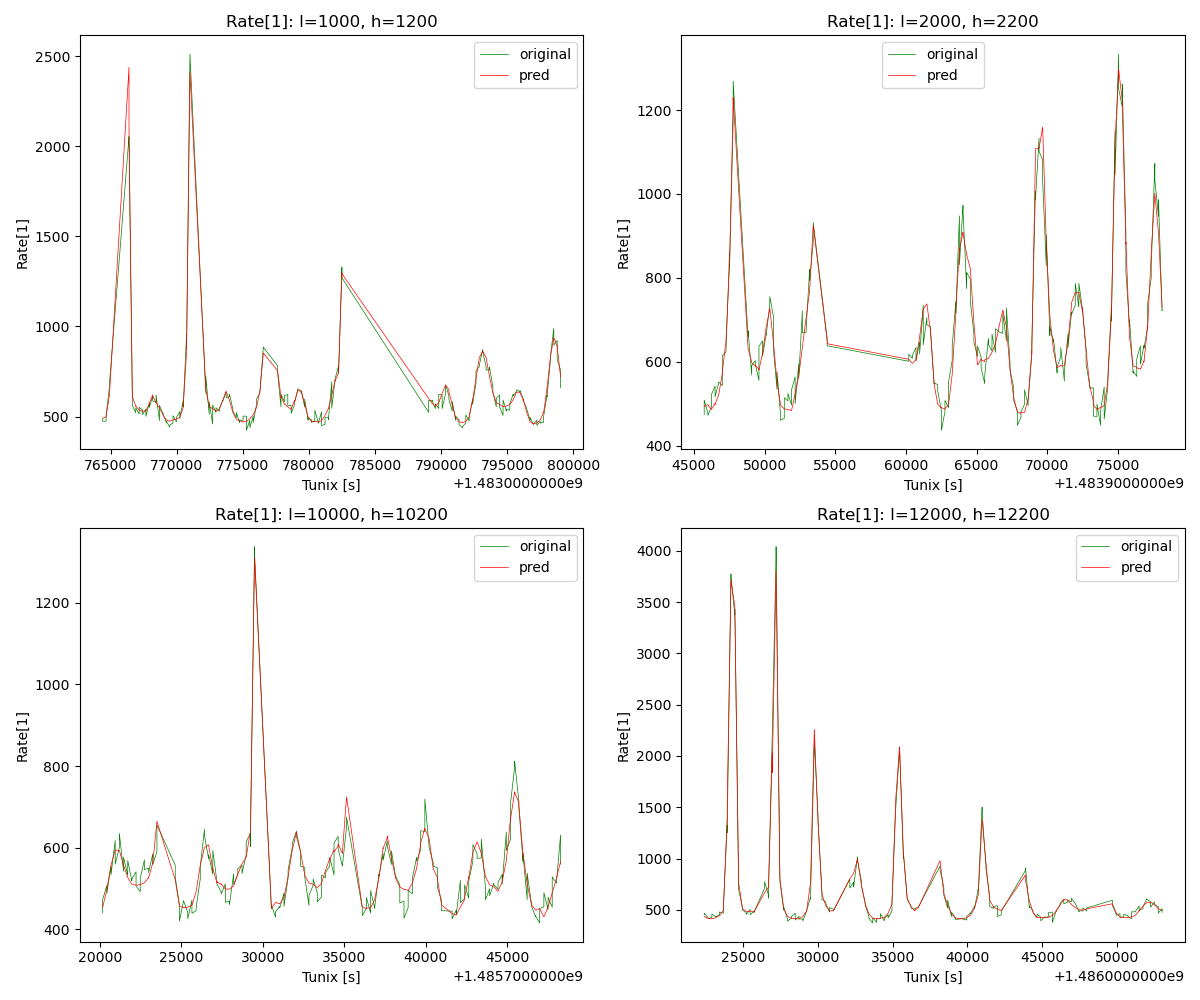 Rate[1]: l=1000, h=1200
Rate[1]
2500
2000
1500
1000
500
original
pred
765000 770000 775000 780000 785000 790000 795000 800000
Tunix [s]
+1.4830000000e9
Rate[1]: l=2000, h=2200
Rate[1]
1200
1000
800
600
400
original
pred
45000 50000 55000 60000 65000 70000 75000
Tunix [s]
+1.4839000000e9
Rate[1]: l=10000, h=10200
Rate[1]
1200
1000
800
600
400
original
pred
20000 25000 30000 35000 40000 45000
Tunix [s]
+1.4857000000e9
Rate[1]: l=12000, h=12200
Rate[1]
4000
3500
3000
2500
2000
1500
1000
500
original
pred
25000 30000 35000 40000 45000 50000
Tunix [s]
+1.4860000000e9